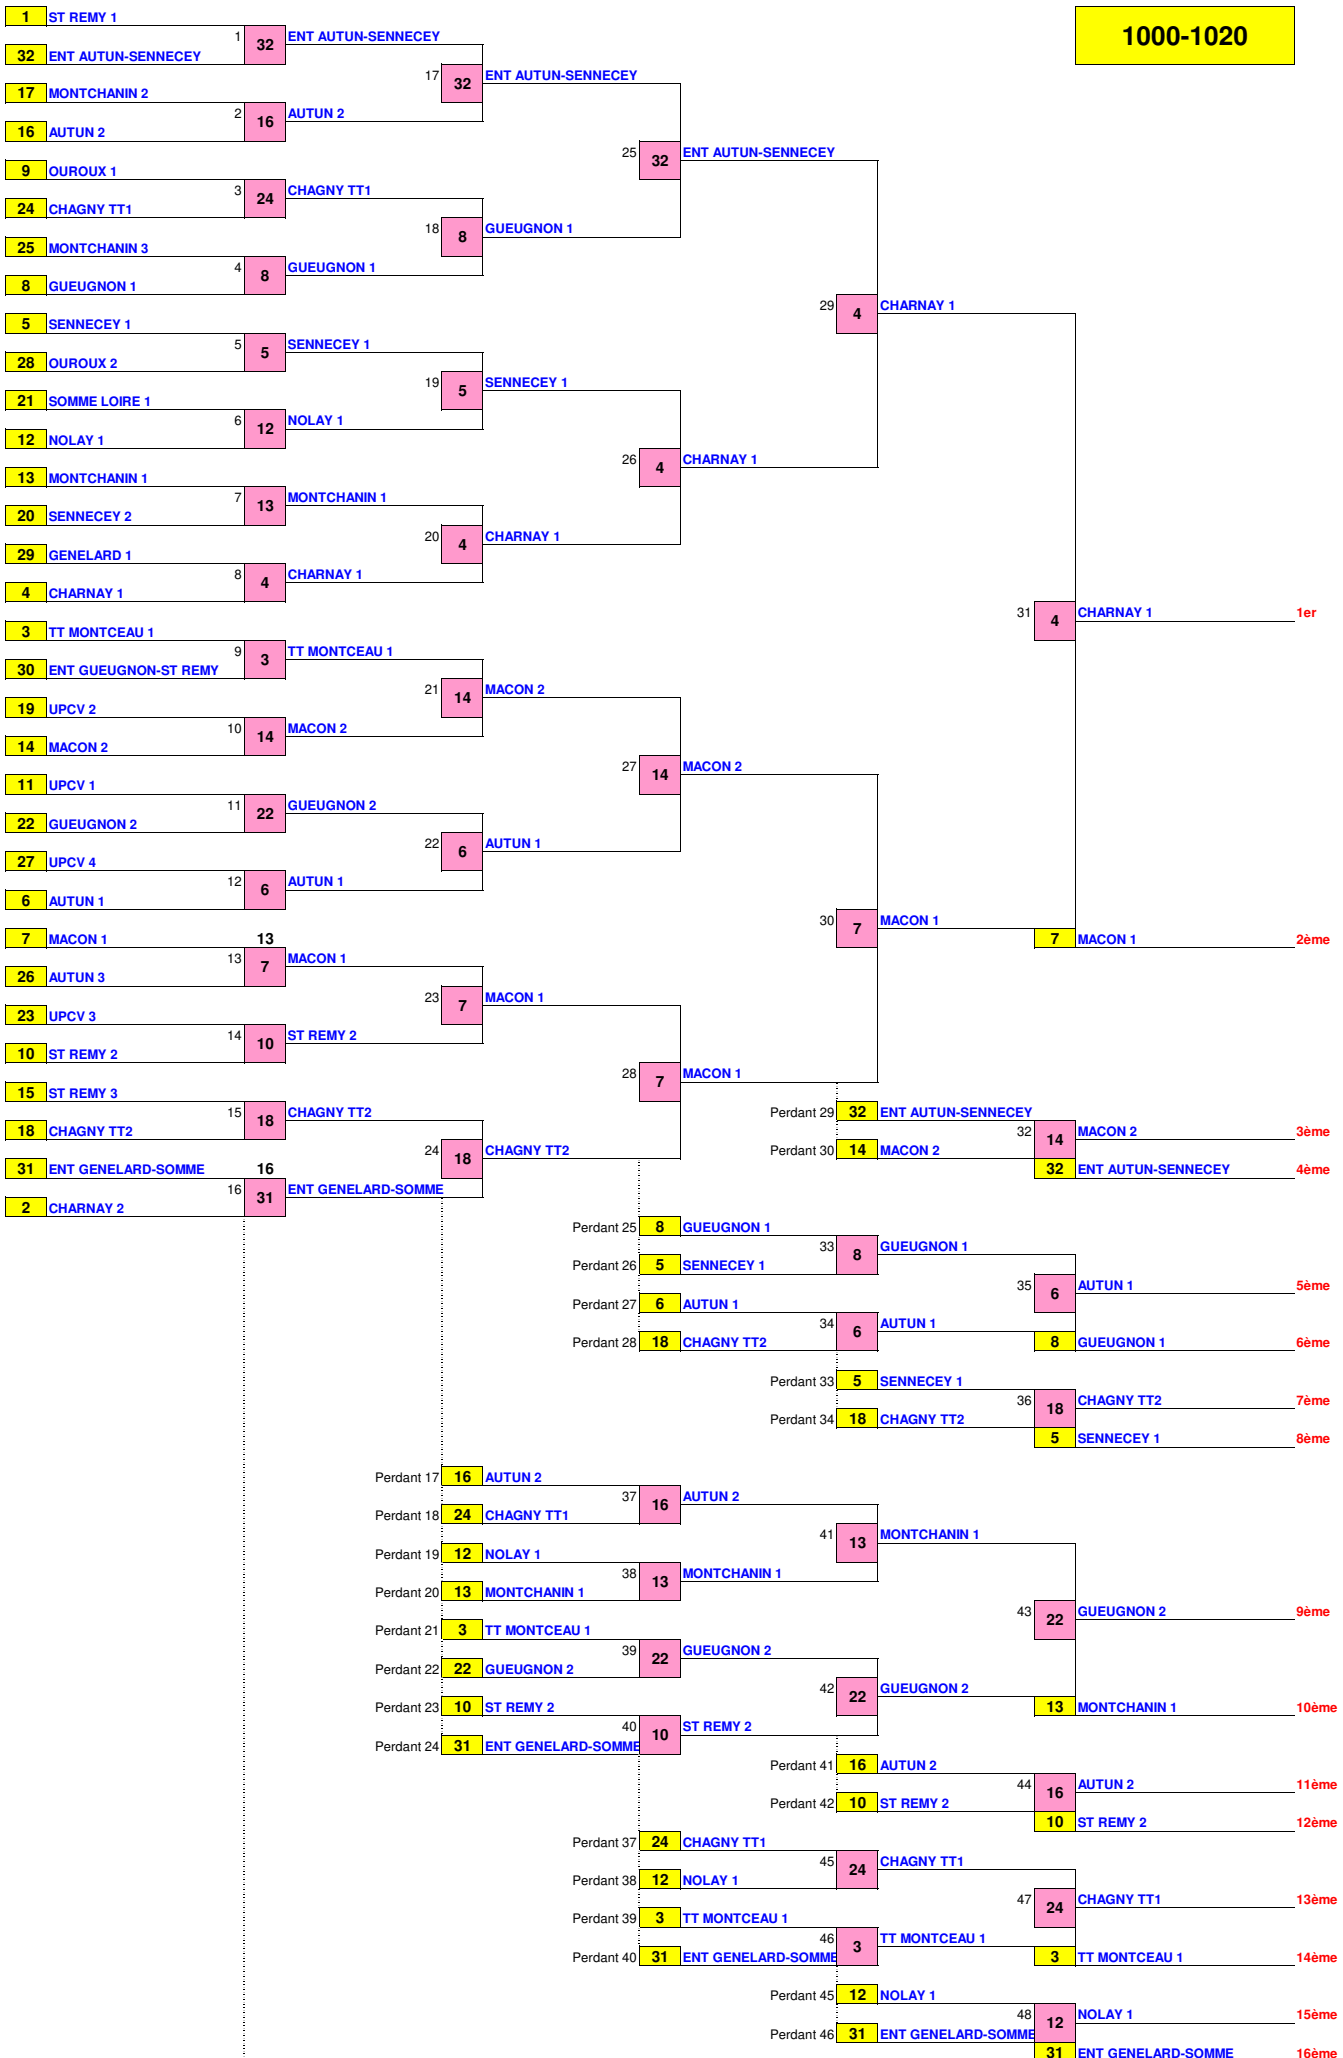 1 ST REMY 1
1000-1020
1 32 ENT AUTUN-SENNECEY
32 ENT AUTUN-SENNECEY
17 32 ENT AUTUN-SENNECEY
17 MONTCHANIN 2
2 16 AUTUN 2
16 AUTUN 2
25 32 ENT AUTUN-SENNECEY
9 OUROUX 1
3 24 CHAGNY TT1
24 CHAGNY TT1
18 8 GUEUGNON 1
25 MONTCHANIN 3
4 8 GUEUGNON 1
8 GUEUGNON 1
29 4 CHARNAY 1
5 SENNECEY 1
5 5 SENNECEY 1
28 OUROUX 2
19 5 SENNECEY 1
21 SOMME LOIRE 1
6 12 NOLAY 1
12 NOLAY 1
26 4 CHARNAY 1
13 MONTCHANIN 1
7 13 MONTCHANIN 1
20 SENNECEY 2
20 4 CHARNAY 1
29 GENELARD 1
8 4 CHARNAY 1
4 CHARNAY 1
31 4 CHARNAY 1 1er
3 TT MONTCEAU 1
9 3 TT MONTCEAU 1
30 ENT GUEUGNON-ST REMY
21 14 MACON 2
19 UPCV 2
10 14 MACON 2
14 MACON 2
27 14 MACON 2
11 UPCV 1
11 22 GUEUGNON 2
22 GUEUGNON 2
22 6 AUTUN 1
27 UPCV 4
12 6 AUTUN 1
6 AUTUN 1
30 7 MACON 1
7 MACON 1 13
7 MACON 1 2ème
13 7 MACON 1
26 AUTUN 3
23 7 MACON 1
23 UPCV 3
14 10 ST REMY 2
10 ST REMY 2
28 7 MACON 1
15 ST REMY 3
15 18 CHAGNY TT2
Perdant 29 32 ENT AUTUN-SENNECEY
18 CHAGNY TT2
32 14 MACON 2 3ème
24 18 CHAGNY TT2
Perdant 30 14 MACON 2
31 ENT GENELARD-SOMME 16
32 ENT AUTUN-SENNECEY 4ème
16 31 ENT GENELARD-SOMME
2 CHARNAY 2
Perdant 25 8 GUEUGNON 1
33 8 GUEUGNON 1
Perdant 26 5 SENNECEY 1
35 6 AUTUN 1 5ème
Perdant 27 6 AUTUN 1
34 6 AUTUN 1
Perdant 28 18 CHAGNY TT2
8 GUEUGNON 1 6ème
Perdant 33 5 SENNECEY 1
36 18 CHAGNY TT2 7ème
Perdant 34 18 CHAGNY TT2
5 SENNECEY 1 8ème
Perdant 17 16 AUTUN 2
37 16 AUTUN 2
Perdant 18 24 CHAGNY TT1
41 13 MONTCHANIN 1
Perdant 19 12 NOLAY 1
38 13 MONTCHANIN 1
Perdant 20 13 MONTCHANIN 1
43 22 GUEUGNON 2 9ème
Perdant 21 3 TT MONTCEAU 1
39 22 GUEUGNON 2
Perdant 22 22 GUEUGNON 2
42 22 GUEUGNON 2
Perdant 23 10 ST REMY 2
13 MONTCHANIN 1 10ème
40 10 ST REMY 2
Perdant 24 31 ENT GENELARD-SOMME
Perdant 41 16 AUTUN 2
44 16 AUTUN 2 11ème
Perdant 42 10 ST REMY 2
10 ST REMY 2 12ème
Perdant 37 24 CHAGNY TT1
45 24 CHAGNY TT1
Perdant 38 12 NOLAY 1
47 24 CHAGNY TT1 13ème
Perdant 39 3 TT MONTCEAU 1
46 3 TT MONTCEAU 1
Perdant 40 31 ENT GENELARD-SOMME
3 TT MONTCEAU 1 14ème
Perdant 45 12 NOLAY 1
48 12 NOLAY 1 15ème
Perdant 46 31 ENT GENELARD-SOMME
31 ENT GENELARD-SOMME 16ème